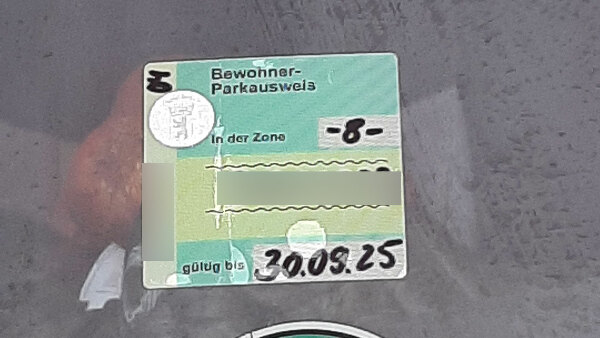 Bewohner-
Parkausweis
in der Zone -8-
gültig bis 30.09.25